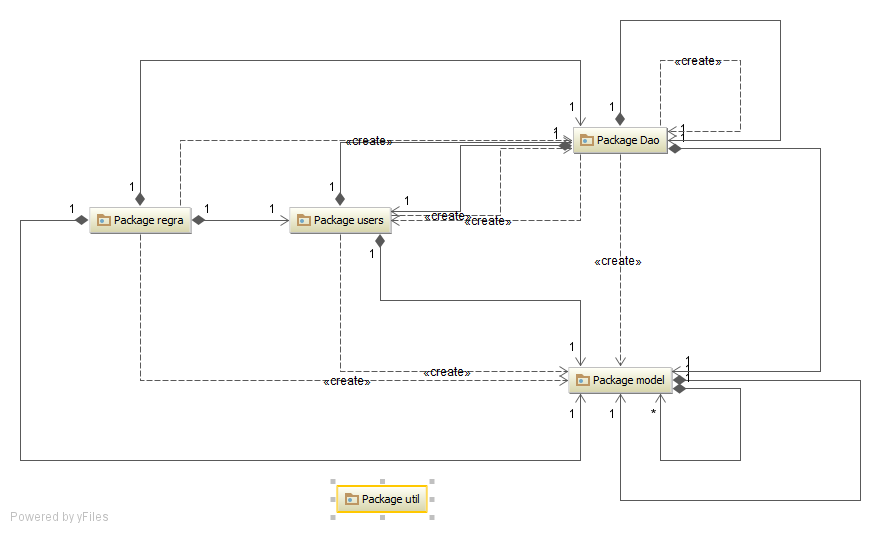 «create»
1
1
1
1
1
«create»
Package Dao
1
1
1
1
«create»
«create»
1
Package regra
1
Package users
1
«create»
1
1
1
«create»
«create»
Package model
1
1
1
*
Package util
Powered by yFiles